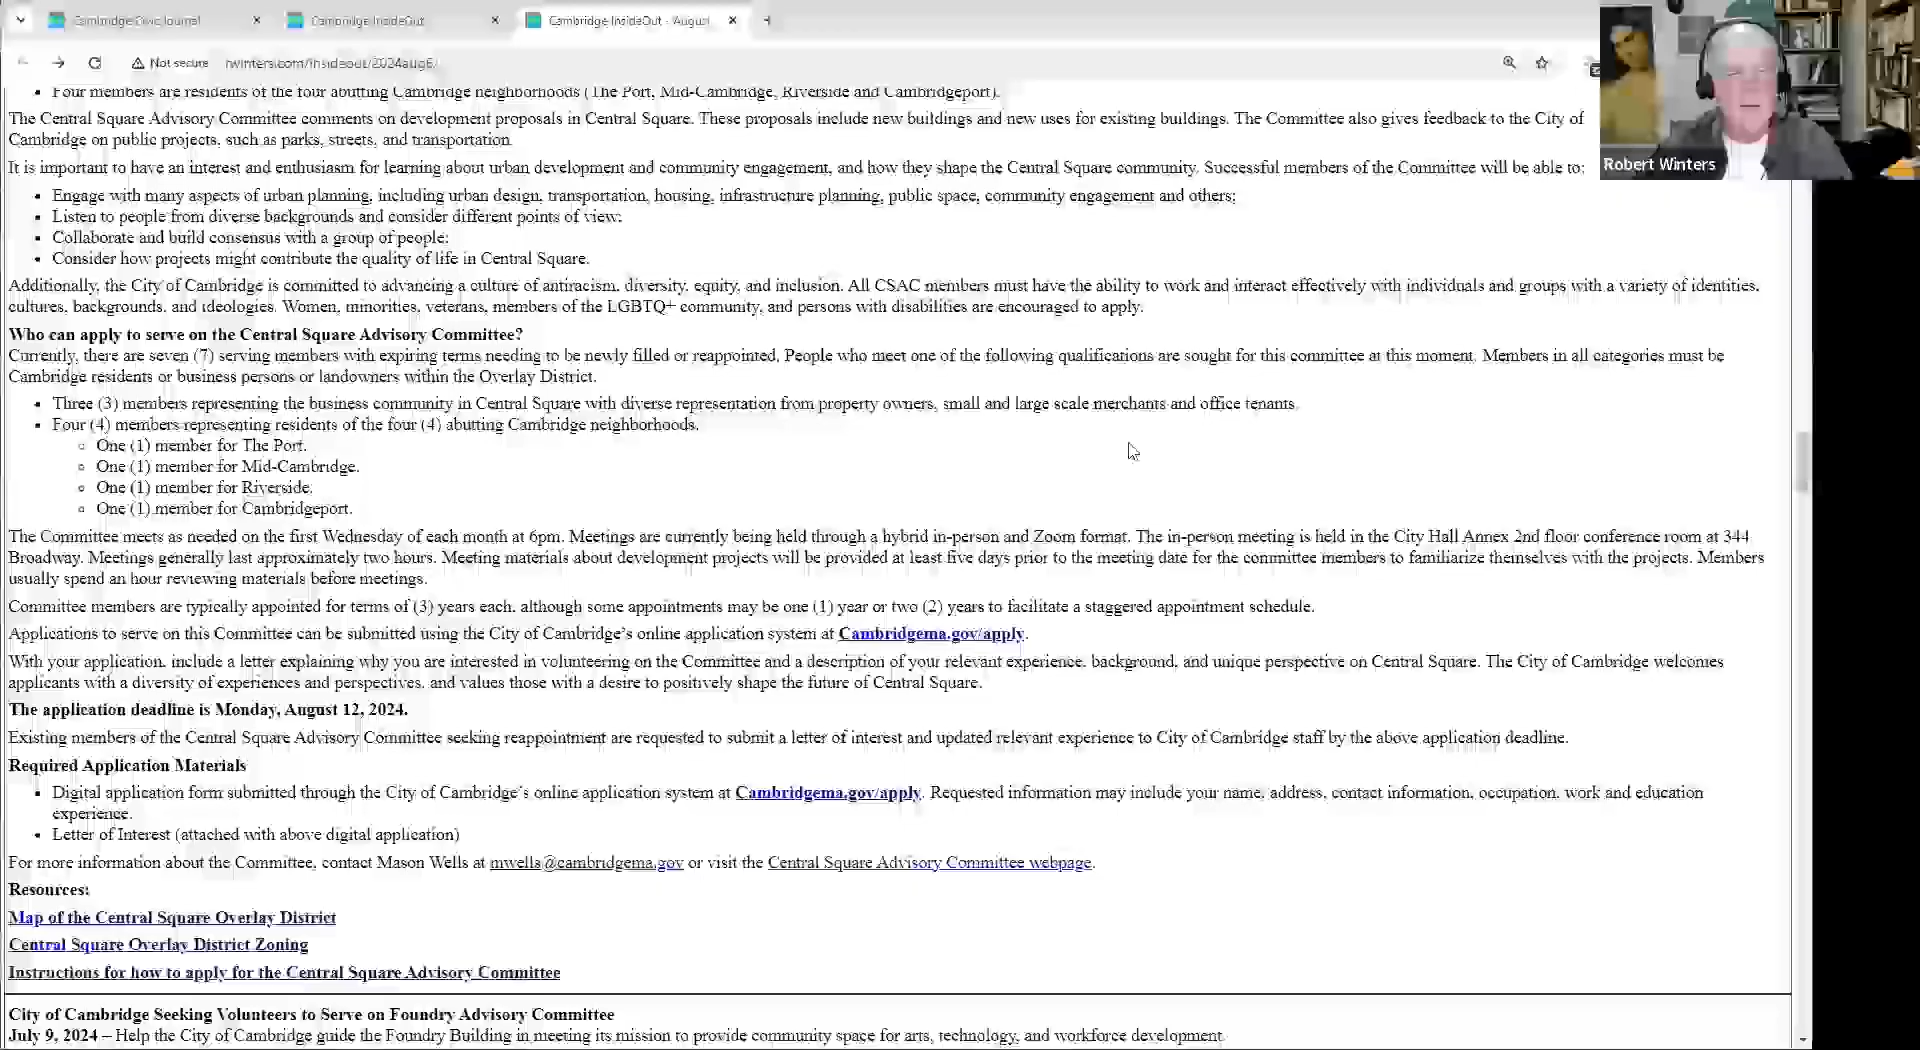 Cambridge Civic Journal
Cambridge InsideOut
Cambridge InsideOut - August
Not secure
rwinters.com/insideout/2024aug6.
Four members are residents of the four abutting Cambridge neighborhoods (The Port, Mid-Cambridge, Riverside and Cambridgeport).
The Central Square Advisory Committee comments on development proposals in Central Square. These proposals include new buildings and new uses for existing buildings. The Committee also gives feedback to the City of
Cambridge on public projects, such as parks, streets, and transportation.
It is important to have an interest and enthusiasm for learning about urban development and community engagement, and how they shape the Central Square community. Successful members of the Committee will be able to:
• Engage with many aspects of urban planning, including urban design, transportation, housing, infrastructure planning, public space, community engagement and others;
• Listen to people from diverse backgrounds and consider different points of view;
• Collaborate and build consensus with a group of people;
• Consider how projects might contribute the quality of life in Central Square.
Additionally, the City of Cambridge is committed to advancing a culture of antiracism, diversity, equity, and inclusion. All CSAC members must have the ability to work and interact effectively with individuals and groups with a variety of identities,
cultures, backgrounds, and ideologies. Women, minorities, veterans, members of the LGBTQ+ community, and persons with disabilities are encouraged to apply.
Who can apply to serve on the Central Square Advisory Committee?
Currently, there are seven (7) serving members with expiring terms needing to be newly filled or reappointed. People who meet one of the following qualifications are sought for this committee at this moment. Members in all categories must be
Cambridge residents or business persons or landowners within the Overlay District.
• Three (3) members representing the business community in Central Square with diverse representation from property owners, small and large scale merchants and office tenants.
• Four (4) members representing residents of the four (4) abutting Cambridge neighborhoods.
◦ One (1) member for The Port.
◦ One (1) member for Mid-Cambridge.
◦ One (1) member for Riverside.
◦ One (1) member for Cambridgeport.
The Committee meets as needed on the first Wednesday of each month at 6pm. Meetings are currently being held through a hybrid in-person and Zoom format. The in-person meeting is held in the City Hall Annex 2nd floor conference room at 344
Broadway. Meetings generally last approximately two hours. Meeting materials about development projects will be provided at least five days prior to the meeting date for the committee members to familiarize themselves with the projects. Members
usually spend an hour reviewing materials before meetings.
Committee members are typically appointed for terms of (3) years each, although some appointments may be one (1) year or two (2) years to facilitate a staggered appointment schedule.
Applications to serve on this Committee can be submitted using the City of Cambridge's online application system at Cambridgema.gov/apply.
With your application, include a letter explaining why you are interested in volunteering on the Committee and a description of your relevant experience, background, and unique perspective on Central Square. The City of Cambridge welcomes
applicants with a diversity of experiences and perspectives, and values those with a desire to positively shape the future of Central Square.
The application deadline is Monday, August 12, 2024.
Existing members of the Central Square Advisory Committee seeking reappointment are requested to submit a letter of interest and updated relevant experience to City of Cambridge staff by the above application deadline.
Required Application Materials
• Digital application form submitted through the City of Cambridge's online application system at Cambridgema.gov/apply. Requested information may include your name, address, contact information, occupation, work and education
experience.
• Letter of Interest (attached with above digital application)
For more information about the Committee, contact Mason Wells at mwells@cambridgema.gov or visit the Central Square Advisory Committee webpage.
Resources:
Map of the Central Square Overlay District
Central Square Overlay District Zoning
Instructions for how to apply for the Central Square Advisory Committee
City of Cambridge Seeking Volunteers to Serve on Foundry Advisory Committee
July 9, 2024 – Help the City of Cambridge guide the Foundry Building in meeting its mission to provide community space for arts, technology, and workforce development.
Robert Winters